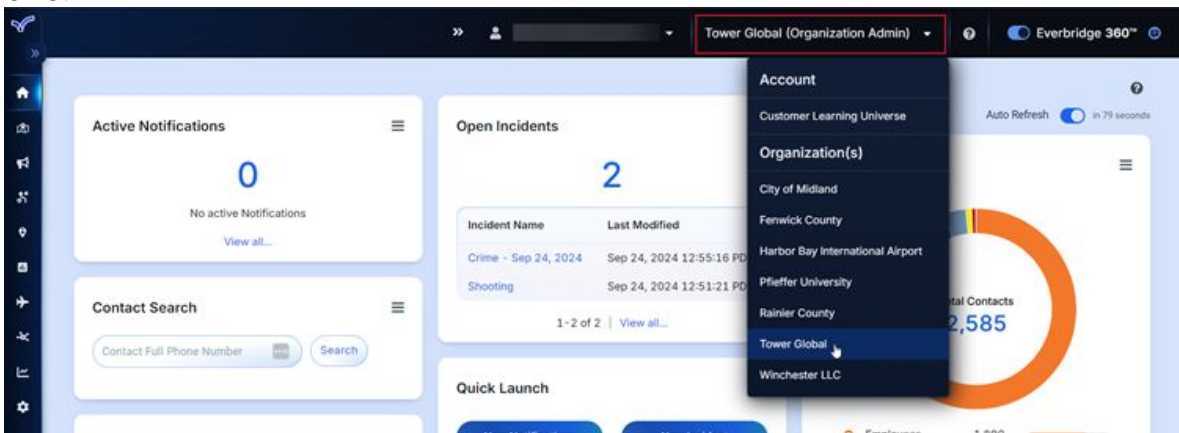 »
Tower Global (Organization Admin)
Everbridge 360™
»
Account
Customer Learning Universe
Organization(s)
City of Midland
Fenwick County
Harbor Bay International Airport
Pfieffer University
Rainier County
Tower Global
Winchester LLC
Auto Refresh in 79 seconds
Active Notifications
0
No active Notifications
View all...
Open Incidents
2
Incident Name Last Modified
Crime - Sep 24, 2024 Sep 24, 2024 12:55:16 PD
Shooting Sep 24, 2024 12:51:21 PD
1-2 of 2 | View all...
Contact Search
Contact Full Phone Number Search
Quick Launch
Contacts
2,585